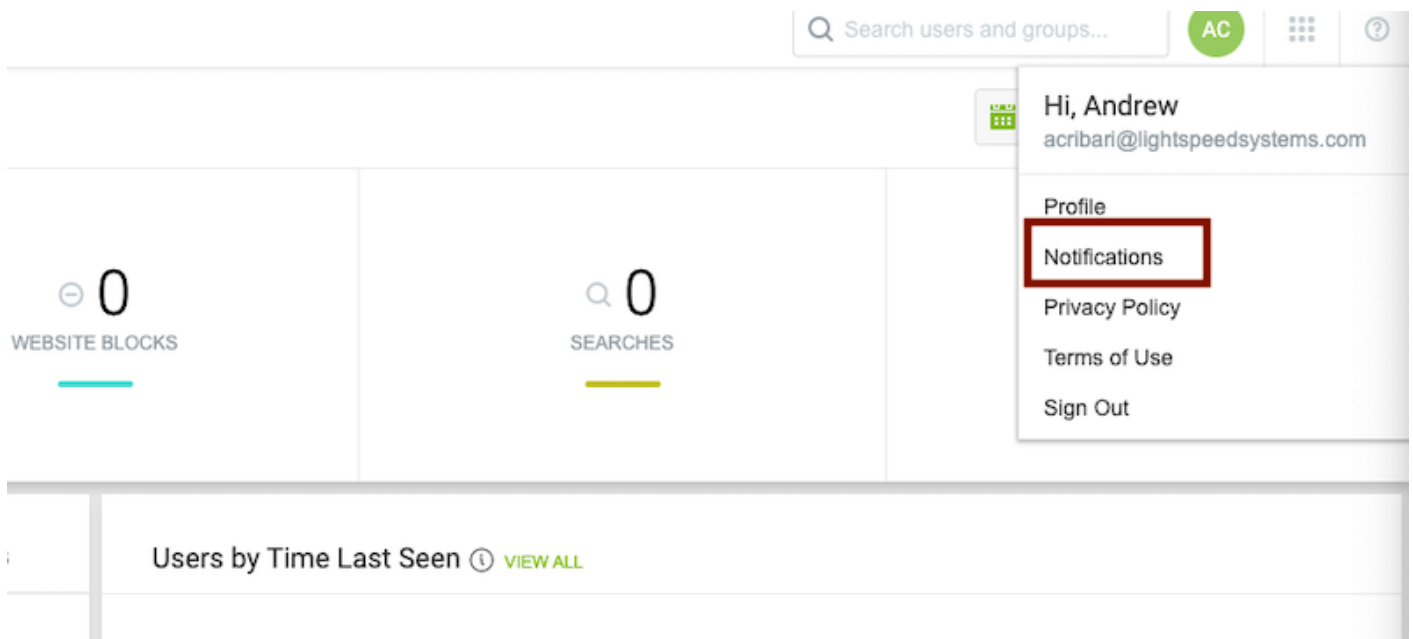 Search users and groups...
AC
Hi, Andrew
acribari@lightspeedsystems.com
Profile
Notifications
Privacy Policy
Terms of Use
Sign Out
0
WEBSITE BLOCKS
0
SEARCHES
Users by Time Last Seen
VIEW ALL